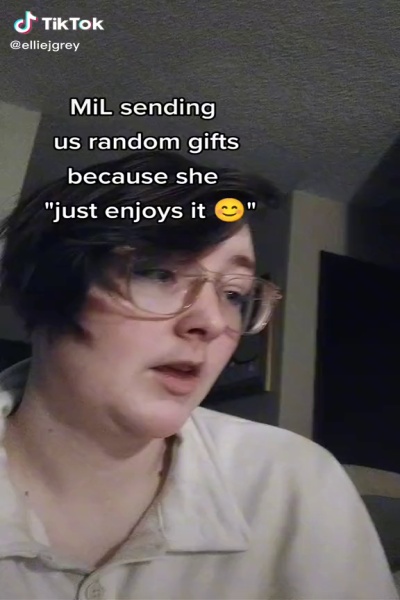 TikTok
@elliejgrey
MiL sending
us random gifts
because she
"just enjoys it 😊"